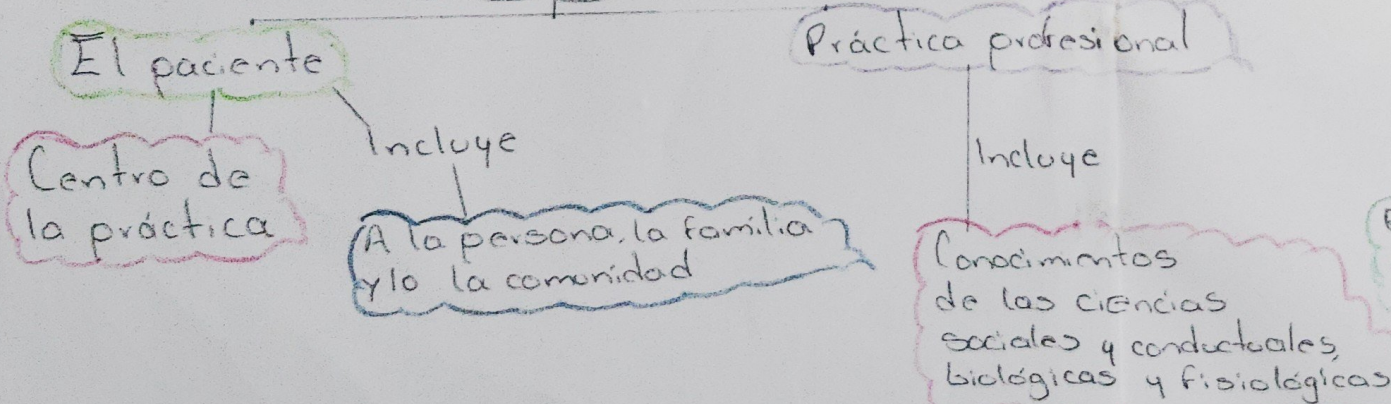 El paciente
Práctica profesional
Incluye
Incluye
Centro de
la práctica
A la persona, la familia
y/o la comunidad
Conocimientos
de las ciencias
sociales y conductuales,
biológicas y fisiológicas